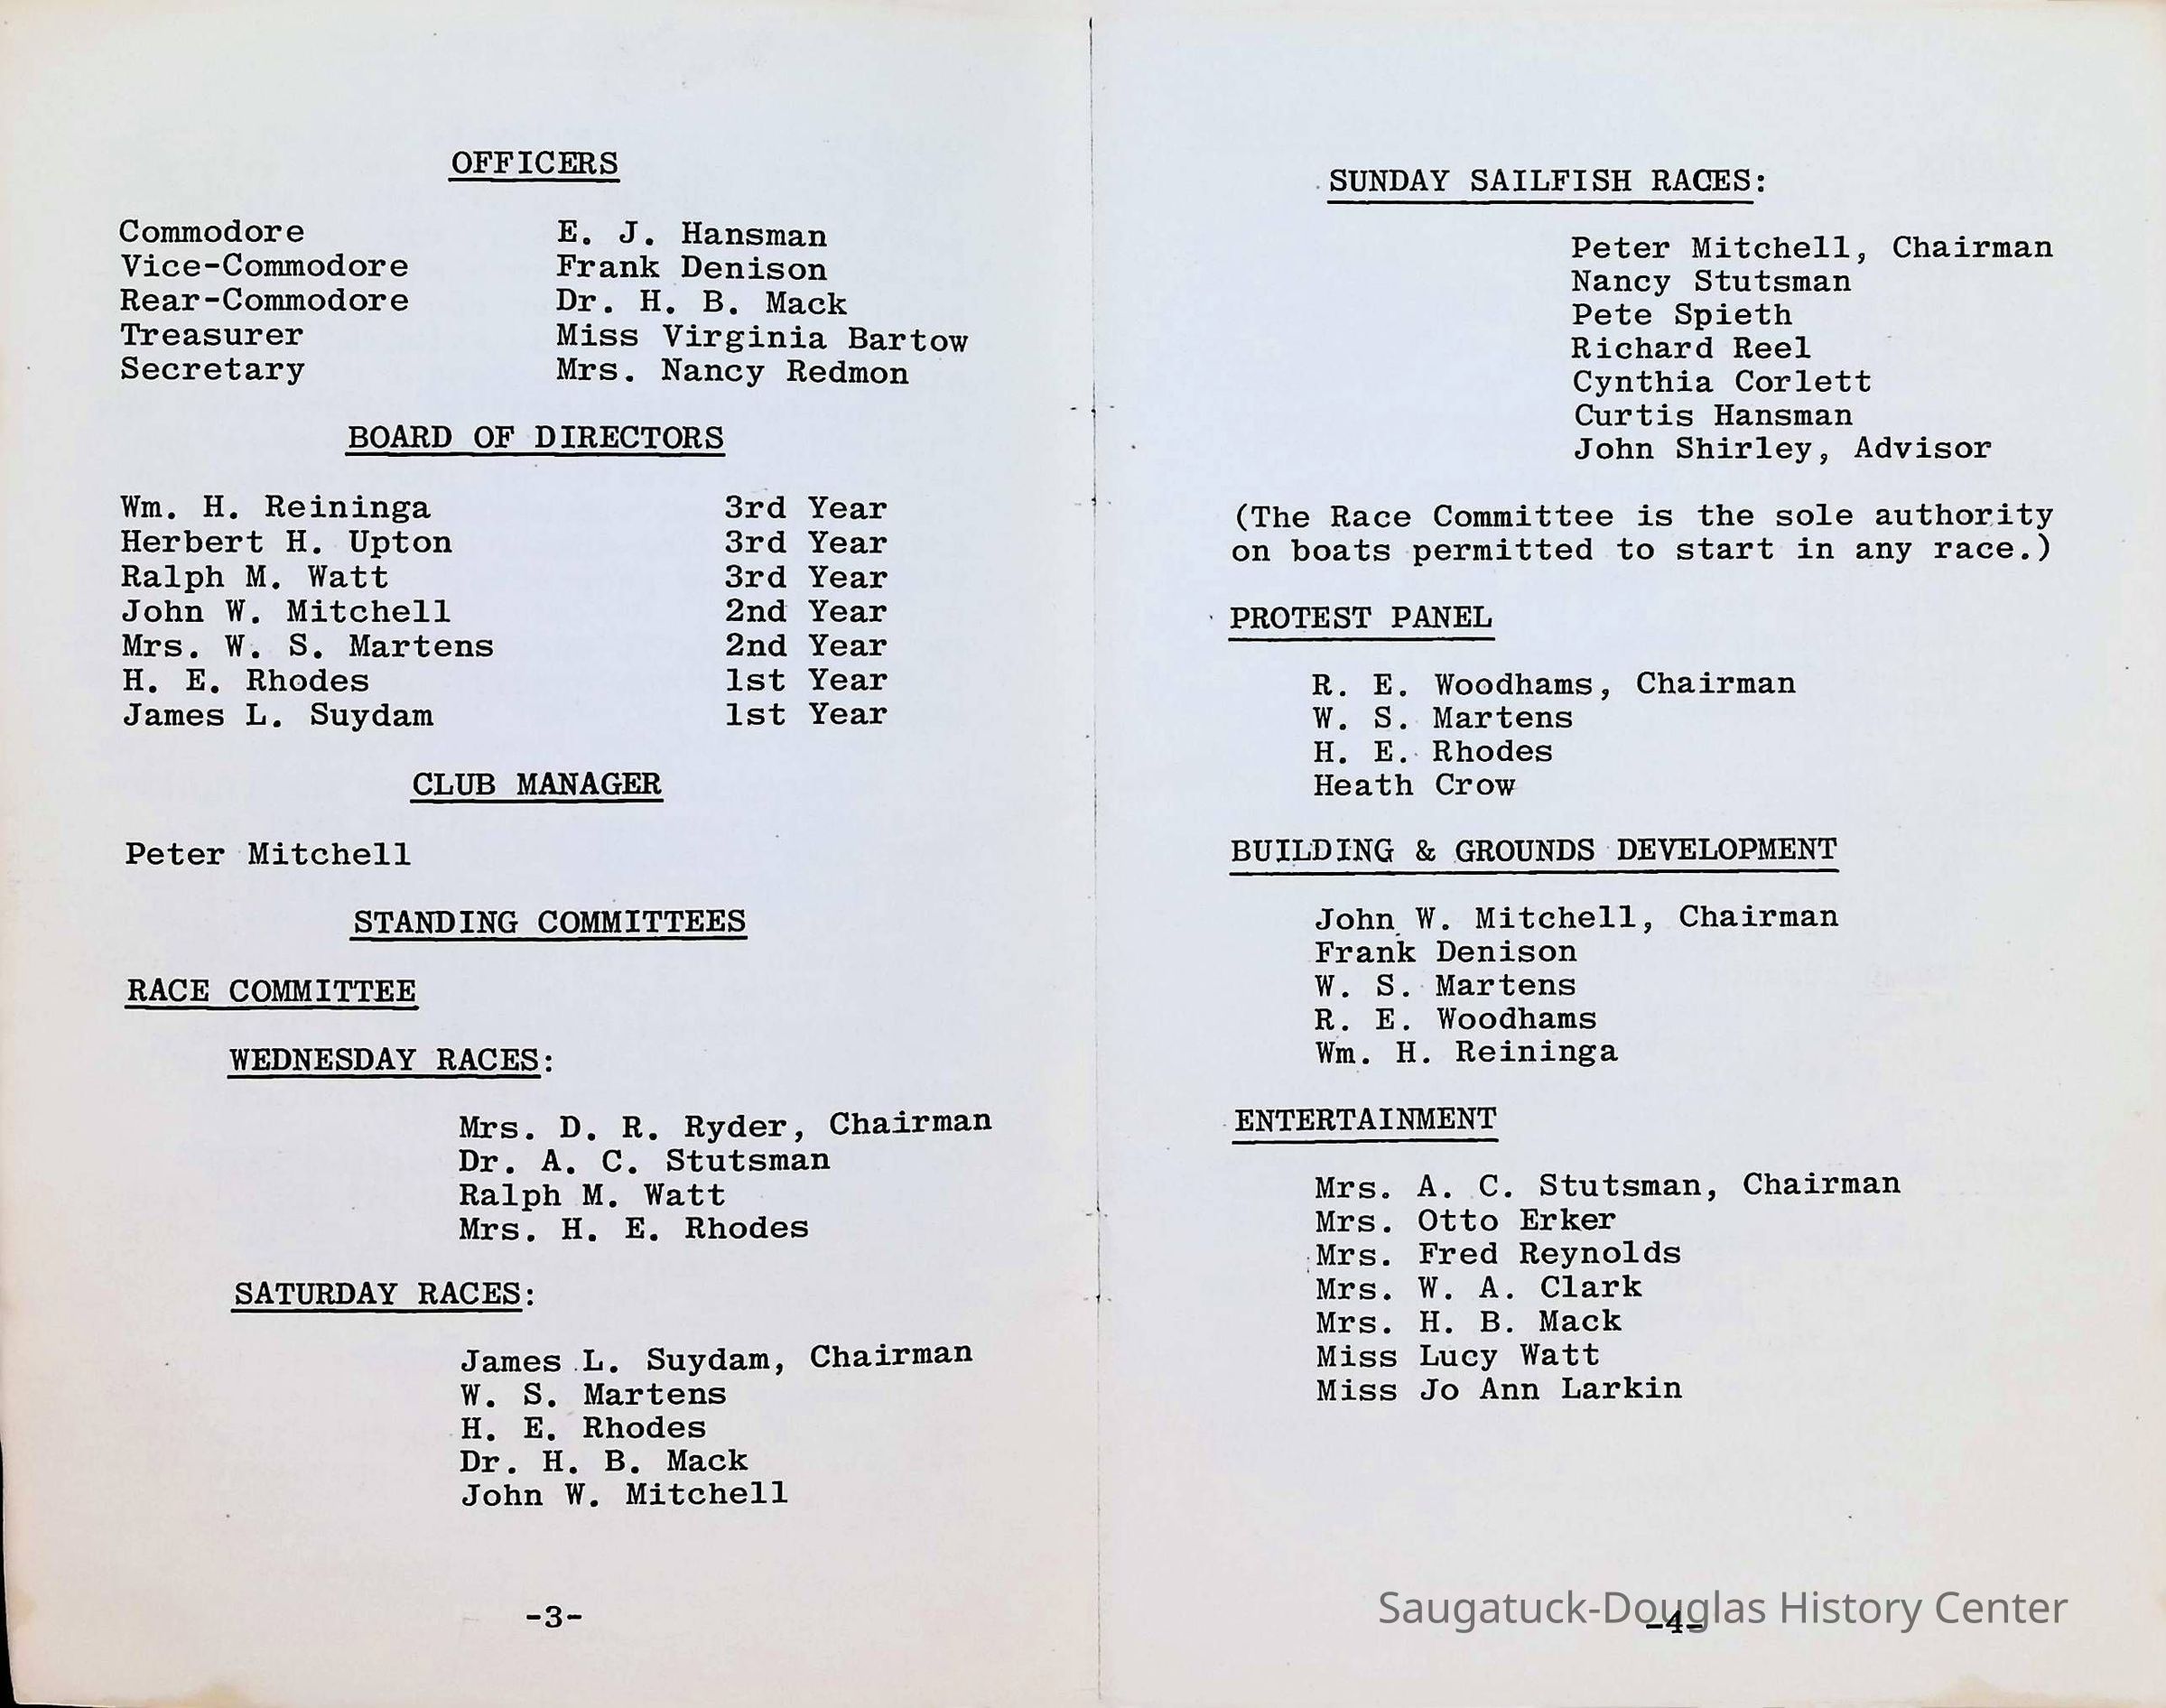 OFFICERS
Commodore E. J. Hansman
Vice-Commodore Frank Denison
Rear-Commodore Dr. H. B. Mack
Treasurer Miss Virginia Bartow
Secretary Mrs. Nancy Redmon
BOARD OF DIRECTORS
Wm. H. Reininga 3rd Year
Herbert H. Upton 3rd Year
Ralph M. Watt 3rd Year
John W. Mitchell 2nd Year
Mrs. W. S. Martens 2nd Year
H. E. Rhodes 1st Year
James L. Suydam 1st Year
CLUB MANAGER
Peter Mitchell
STANDING COMMITTEES
RACE COMMITTEE
WEDNESDAY RACES:
Mrs. D. R. Ryder, Chairman
Dr. A. C. Stutsman
Ralph M. Watt
Mrs. H. E. Rhodes
SATURDAY RACES:
James L. Suydam, Chairman
W. S. Martens
H. E. Rhodes
Dr. H. B. Mack
John W. Mitchell
-3-
SUNDAY SAILFISH RACES:
Peter Mitchell, Chairman
Nancy Stutsman
Pete Spieth
Richard Reel
Cynthia Corlett
Curtis Hansman
John Shirley, Advisor
(The Race Committee is the sole authority
on boats permitted to start in any race.)
PROTEST PANEL
R. E. Woodhams, Chairman
W. S. Martens
H. E. Rhodes
Heath Crow
BUILDING & GROUNDS DEVELOPMENT
John W. Mitchell, Chairman
Frank Denison
W. S. Martens
R. E. Woodhams
Wm. H. Reininga
ENTERTAINMENT
Mrs. A. C. Stutsman, Chairman
Mrs. Otto Erker
Mrs. Fred Reynolds
Mrs. W. A. Clark
Mrs. H. B. Mack
Miss Lucy Watt
Miss Jo Ann Larkin
Saugatuck-Douglas History Center
-4-